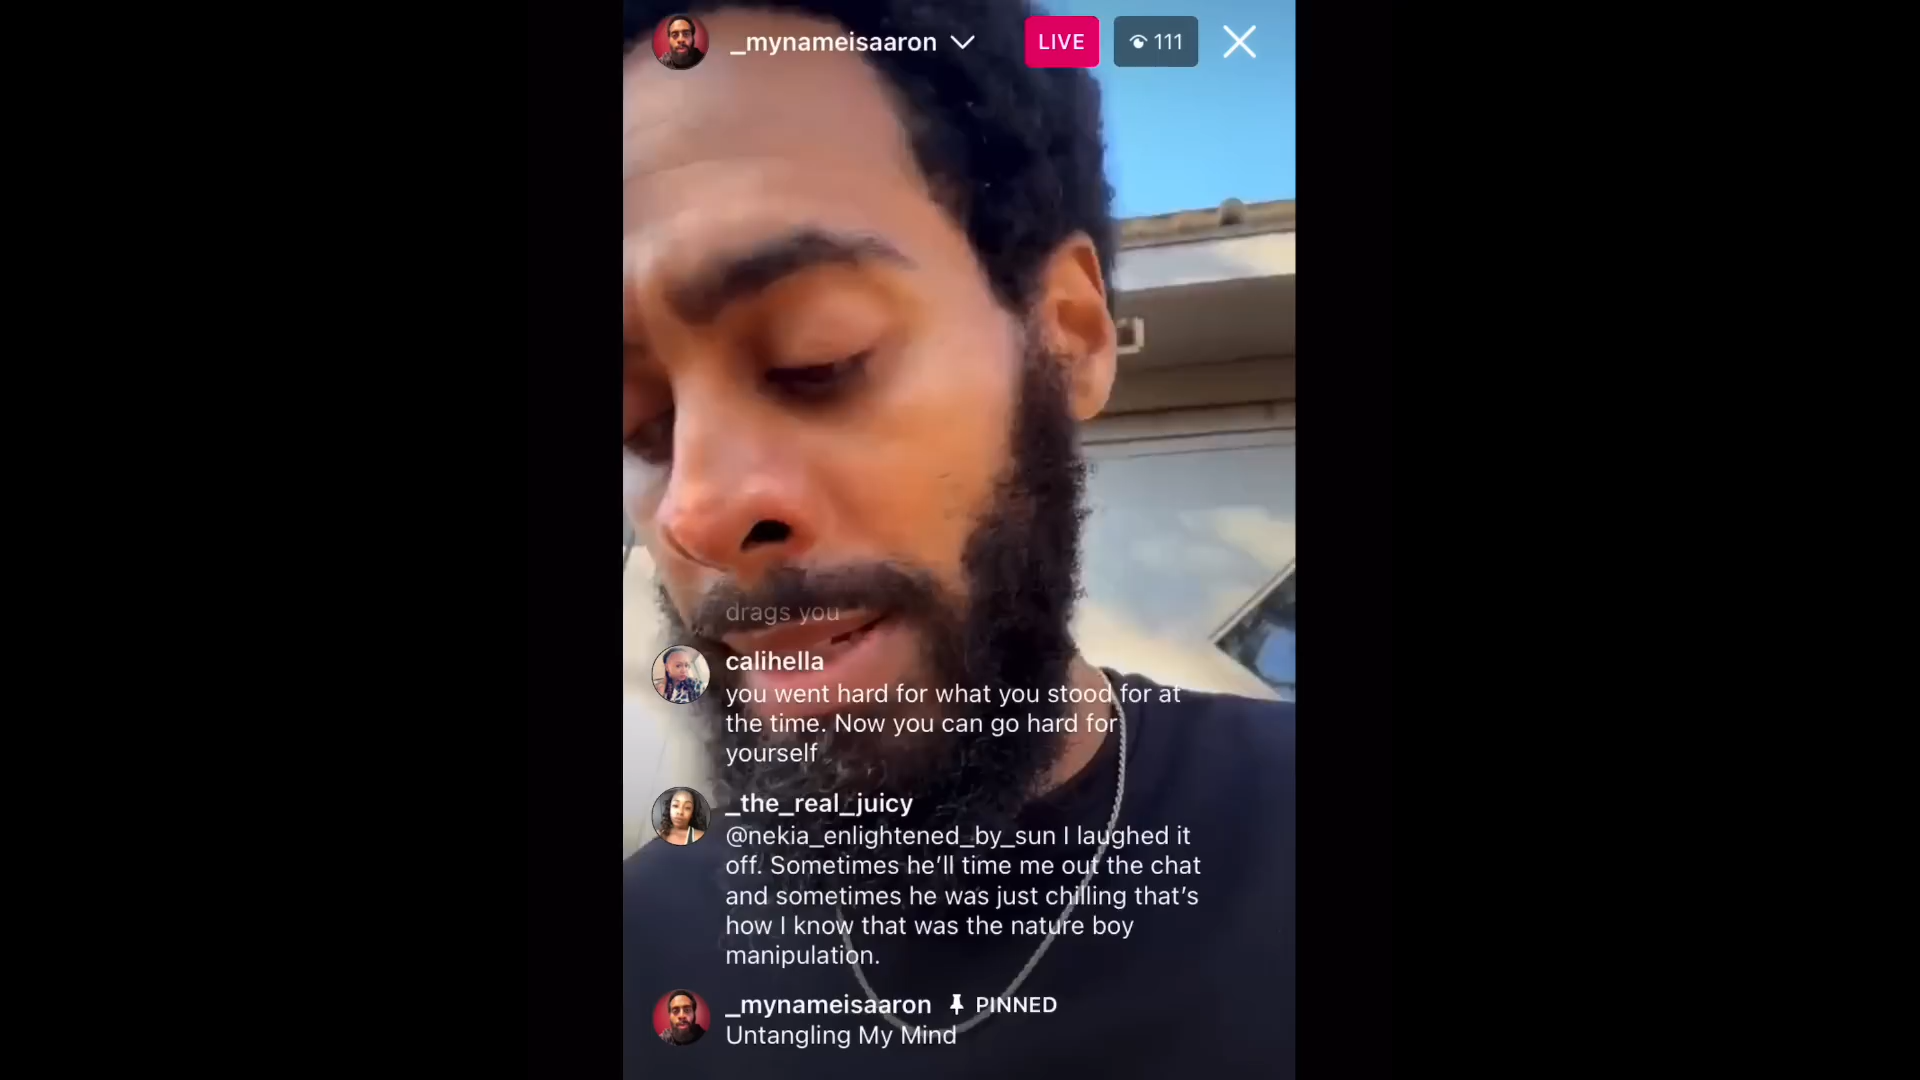 _mynameisaaron
LIVE
111
drags you
calihella
you went hard for what you stood for at
the time. Now you can go hard for
yourself
_the_real_juicy
@nekia_enlightened_by_sun I laughed it
off. Sometimes he’ll time me out the chat
and sometimes he was just chilling that’s
how I know that was the nature boy
manipulation.
_mynameisaaron PINNED
Untangling My Mind